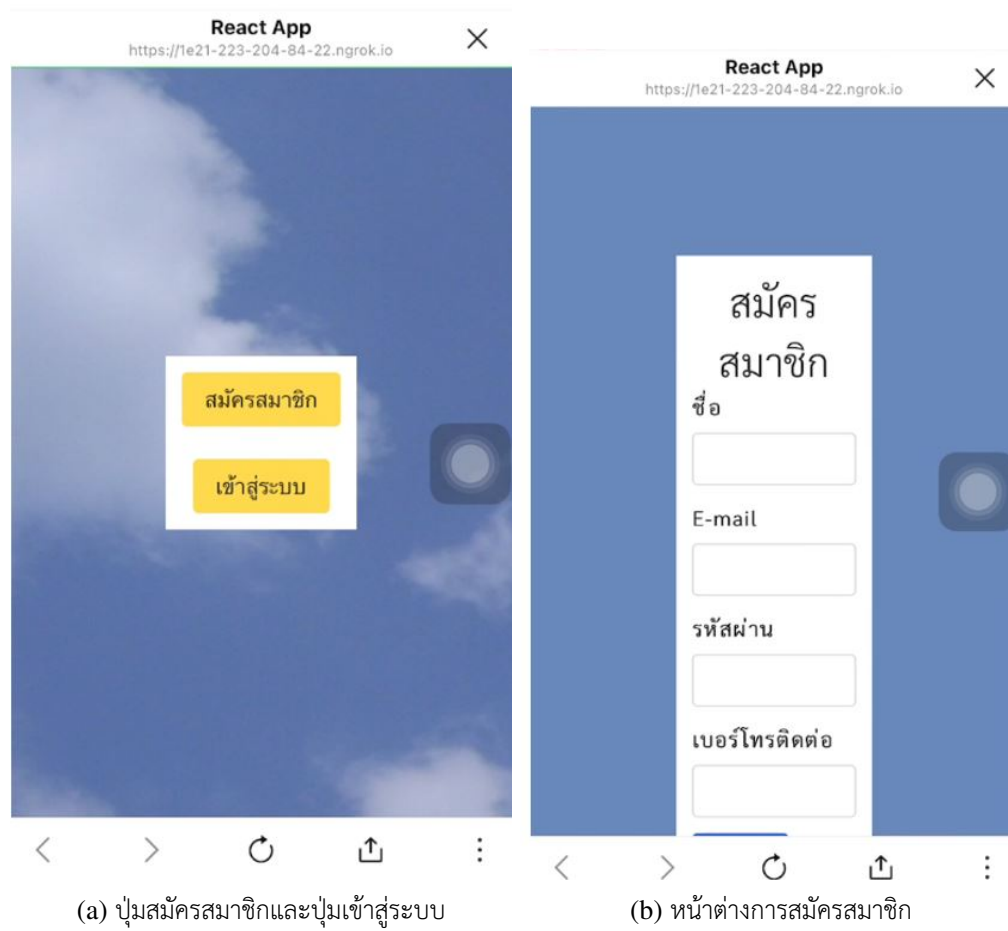 React App
https://1e21-223-204-84-22.ngrok.io
สมัครสมาชิก
เข้าสู่ระบบ
(a) ปุ่มสมัครสมาชิกและปุ่มเข้าสู่ระบบ
React App
https://1e21-223-204-84-22.ngrok.io
สมัคร
สมาชิก
ชื่อ
E-mail
รหัสผ่าน
เบอร์โทรติดต่อ
(b) หน้าต่างการสมัครสมาชิก